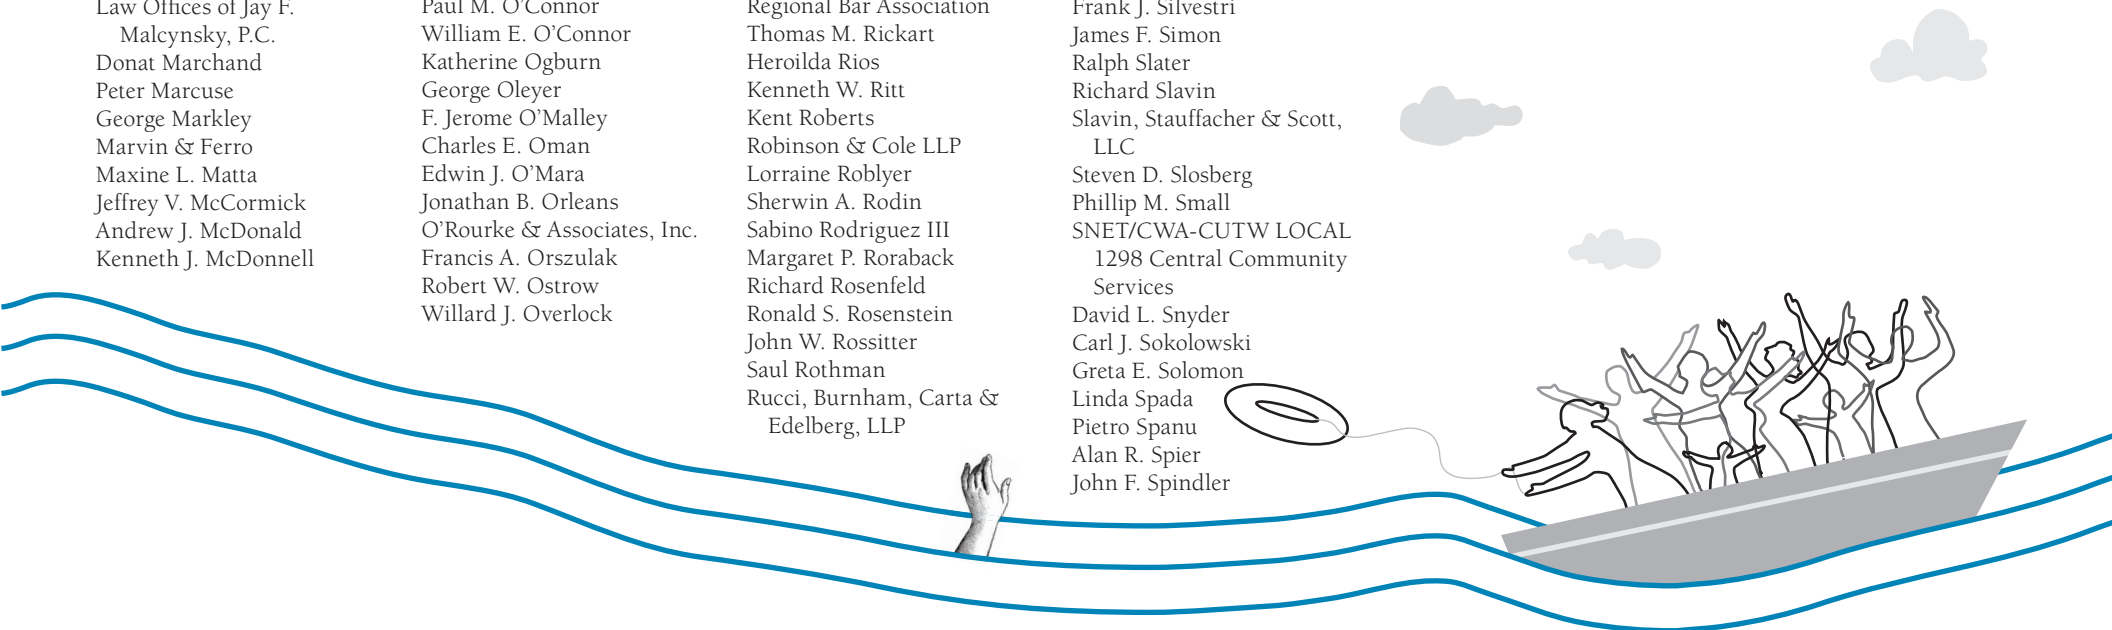 Law Offices of Jay F.
Malcynsky, P.C.
Donat Marchand
Peter Marcuse
George Markley
Marvin & Ferro
Maxine L. Matta
Jeffrey V. McCormick
Andrew J. McDonald
Kenneth J. McDonnell
Paul M. O’Connor
William E. O’Connor
Katherine Ogburn
George Oleyer
F. Jerome O’Malley
Charles E. Oman
Edwin J. O’Mara
Jonathan B. Orleans
O’Rourke & Associates, Inc.
Francis A. Orszulak
Robert W. Ostrow
Willard J. Overlock
Regional Bar Association
Thomas M. Rickart
Heroilda Rios
Kenneth W. Ritt
Kent Roberts
Robinson & Cole LLP
Lorraine Roblyer
Sherwin A. Rodin
Sabino Rodriguez III
Margaret P. Roraback
Richard Rosenfeld
Ronald S. Rosenstein
John W. Rossitter
Saul Rothman
Rucci, Burnham, Carta &
Edelberg, LLP
Frank J. Silvestri
James F. Simon
Ralph Slater
Richard Slavin
Slavin, Stauffacher & Scott,
LLC
Steven D. Slosberg
Phillip M. Small
SNET/CWA-CUTW LOCAL
1298 Central Community
Services
David L. Snyder
Carl J. Sokolowski
Greta E. Solomon
Linda Spada
Pietro Spanu
Alan R. Spier
John F. Spindler